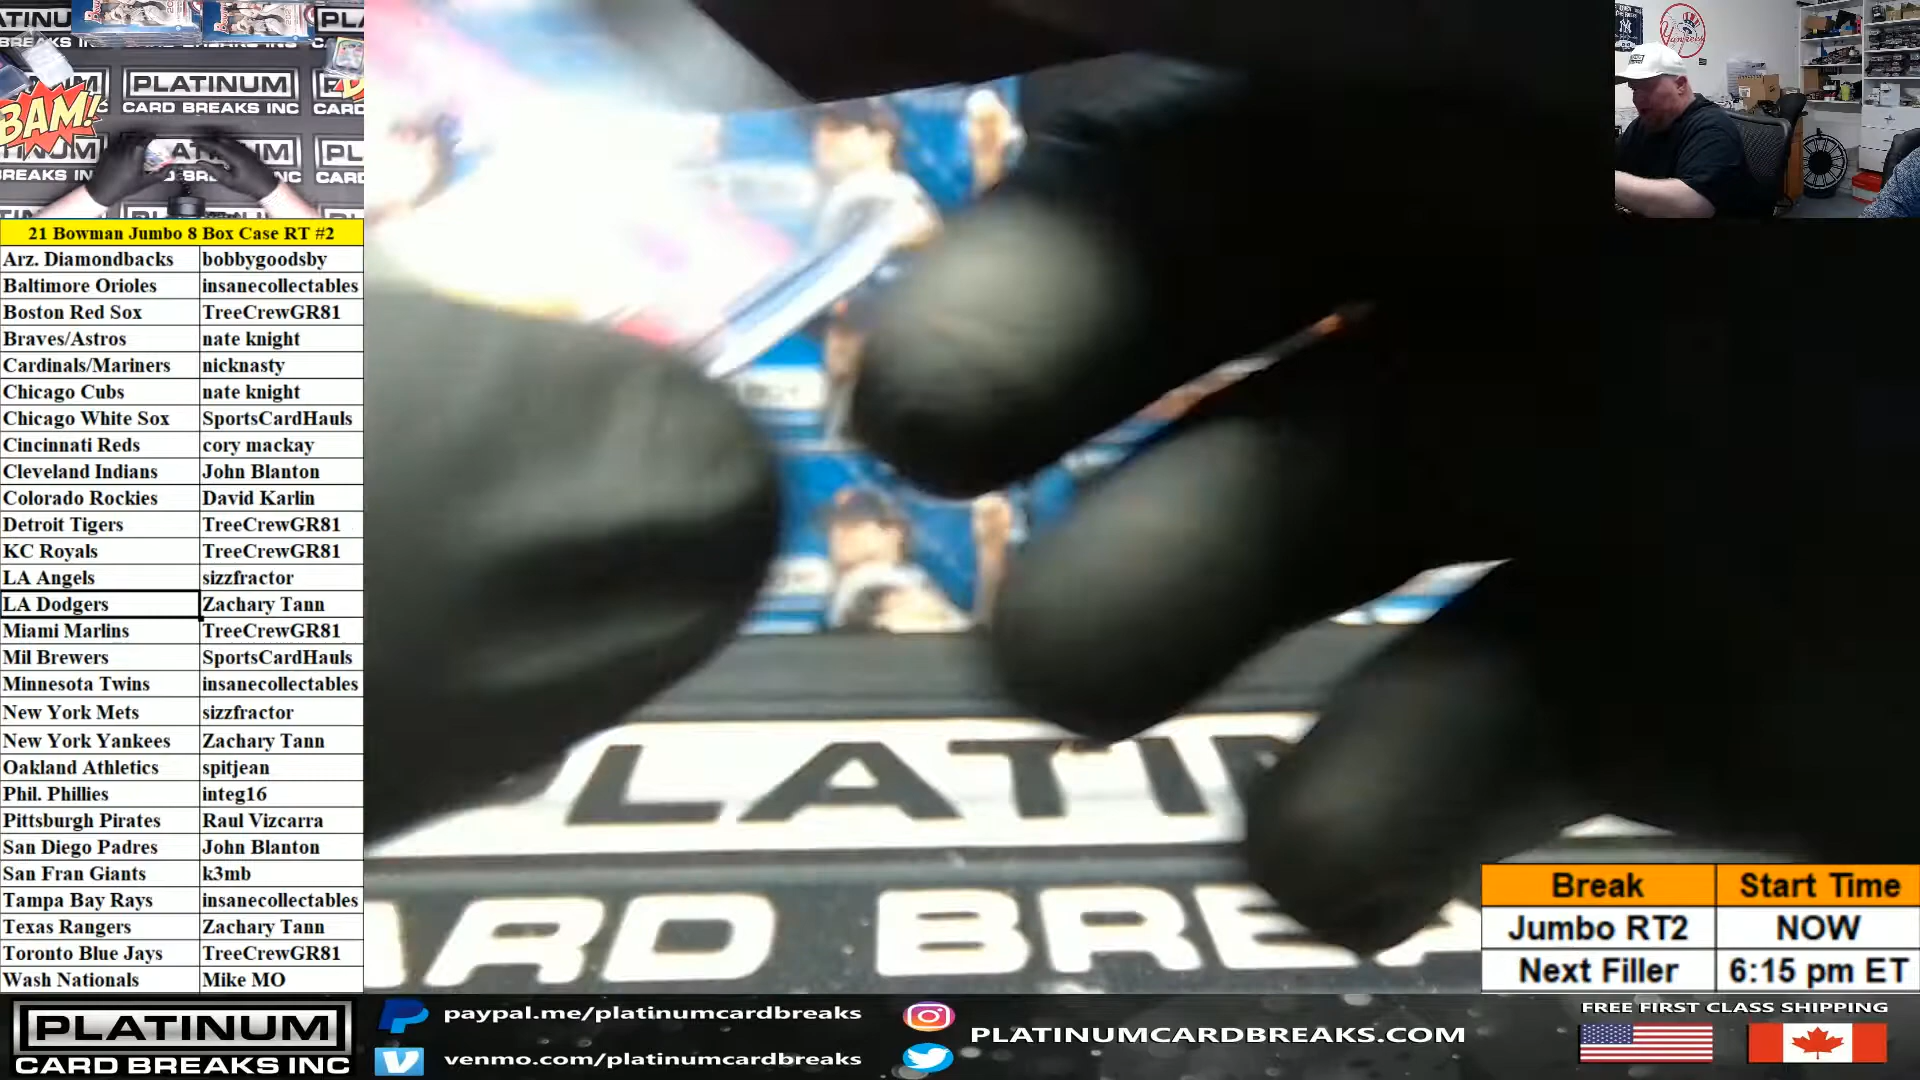 PLATINUM
CARD BREAKS INC
BAM!
21 Bowman Jumbo 8 Box Case RT #2
Arz. Diamondbacks bobbygoodsby
Baltimore Orioles insanecollectables
Boston Red Sox TreeCrewGR81
Braves/Astros nate knight
Cardinals/Mariners nicknasty
Chicago Cubs nate knight
Chicago White Sox SportsCardHauls
Cincinnati Reds cory mackay
Cleveland Indians John Blanton
Colorado Rockies David Karlin
Detroit Tigers TreeCrewGR81
KC Royals TreeCrewGR81
LA Angels sizzfractor
LA Dodgers Zachary Tann
Miami Marlins TreeCrewGR81
Mil Brewers SportsCardHauls
Minnesota Twins insanecollectables
New York Mets sizzfractor
New York Yankees Zachary Tann
Oakland Athletics spitjean
Phil. Phillies integ16
Pittsburgh Pirates Raul Vizcarra
San Diego Padres John Blanton
San Fran Giants k3mb
Tampa Bay Rays insanecollectables
Texas Rangers Zachary Tann
Toronto Blue Jays TreeCrewGR81
Wash Nationals Mike MO
LATIN
ARD BREA
Yankees
Break Start Time
Jumbo RT2 NOW
Next Filler 6:15 pm ET
PLATINUM
CARD BREAKS INC
paypal.me/platinumcardbreaks
venmo.com/platinumcardbreaks
PLATINUMCARDBREAKS.COM
FREE FIRST CLASS SHIPPING